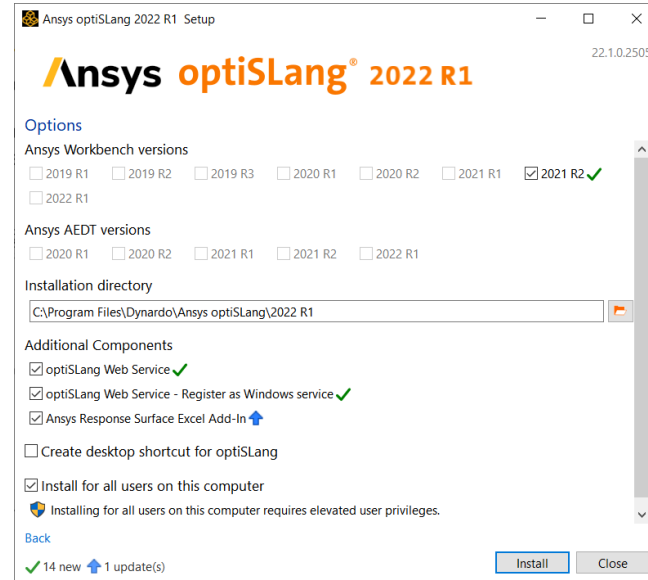 Ansys optiSLang 2022 R1 Setup
22.1.0.2505
Ansys optiSLang® 2022 R1
Options
Ansys Workbench versions
2019 R1 2019 R2 2019 R3 2020 R1 2020 R2 2021 R1 2021 R2
2022 R1
Ansys AEDT versions
2020 R1 2020 R2 2021 R1 2021 R2 2022 R1
Installation directory
C:\Program Files\Dynardo\Ansys optiSLang\2022 R1
Additional Components
optiSLang Web Service
optiSLang Web Service - Register as Windows service
Ansys Response Surface Excel Add-In
Create desktop shortcut for optiSLang
Install for all users on this computer
Installing for all users on this computer requires elevated user privileges.
Back
14 new 1 update(s)
Install Close